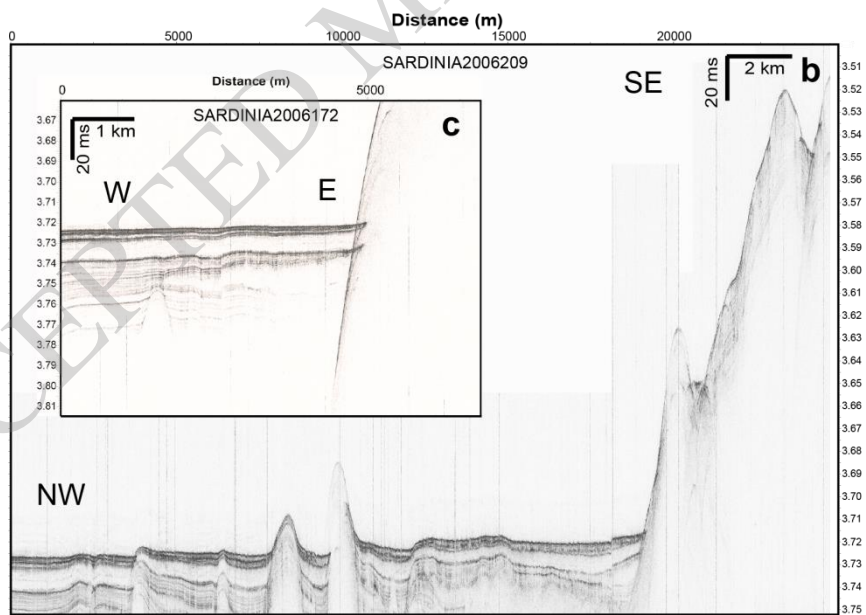 Distance (m)
0 5000 10000 15000 20000
SARDINIA2006209
SE
20 ms
2 km
b
Distance (m)
0 5000
SARDINIA2006172
20 ms
1 km
c
W
E
3.67
3.68
3.69
3.70
3.71
3.72
3.73
3.74
3.75
3.76
3.77
3.78
3.79
3.80
3.81
NW
3.51
3.52
3.53
3.54
3.55
3.56
3.57
3.58
3.59
3.60
3.61
3.62
3.63
3.64
3.65
3.66
3.67
3.68
3.69
3.70
3.71
3.72
3.73
3.74
3.75
CEPTED M